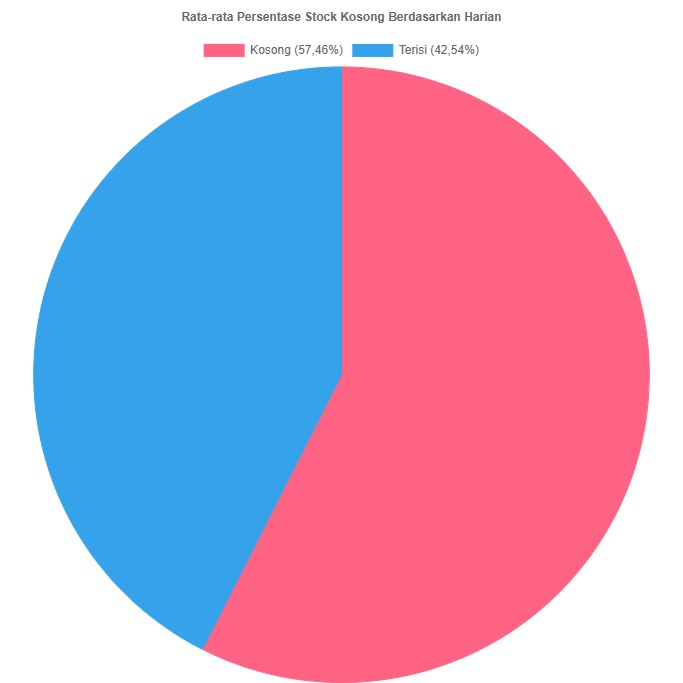 Rata-rata Persentase Stock Kosong Berdasarkan Harian
Kosong (57,46%) Terisi (42,54%)